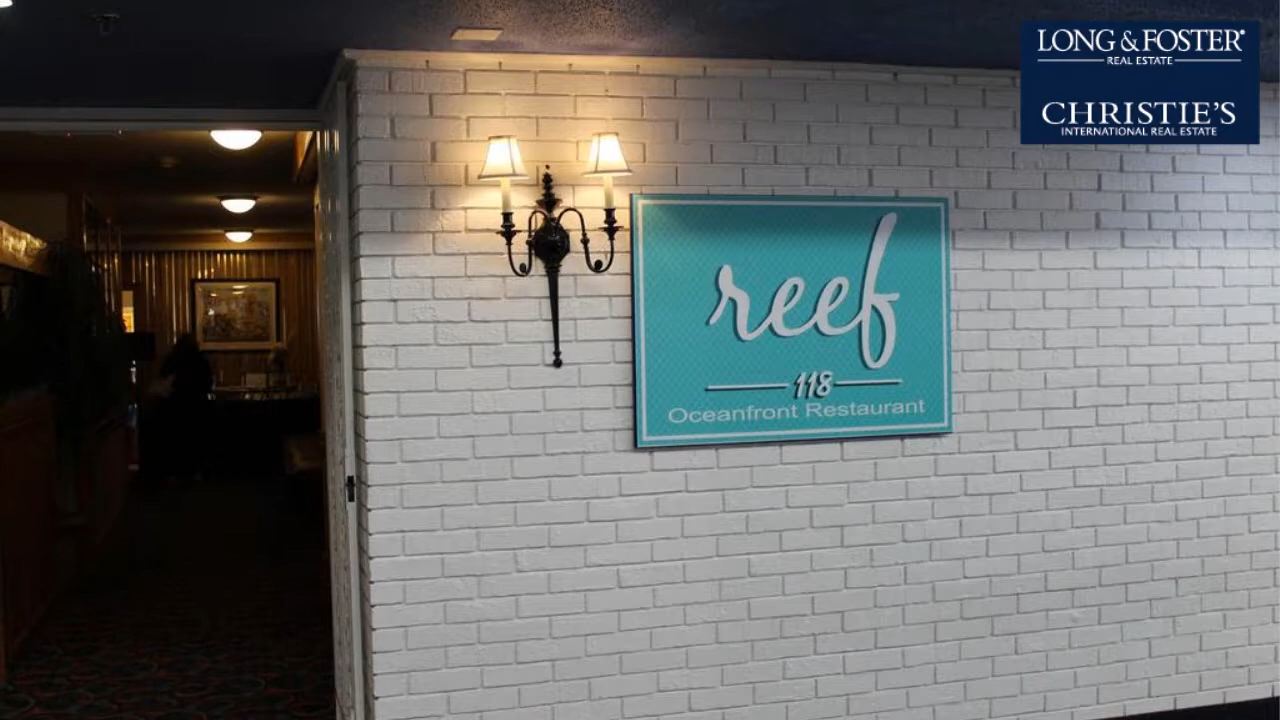 LONG & FOSTER®
REAL ESTATE
CHRISTIE'S
INTERNATIONAL REAL ESTATE
reef
118
Oceanfront Restaurant